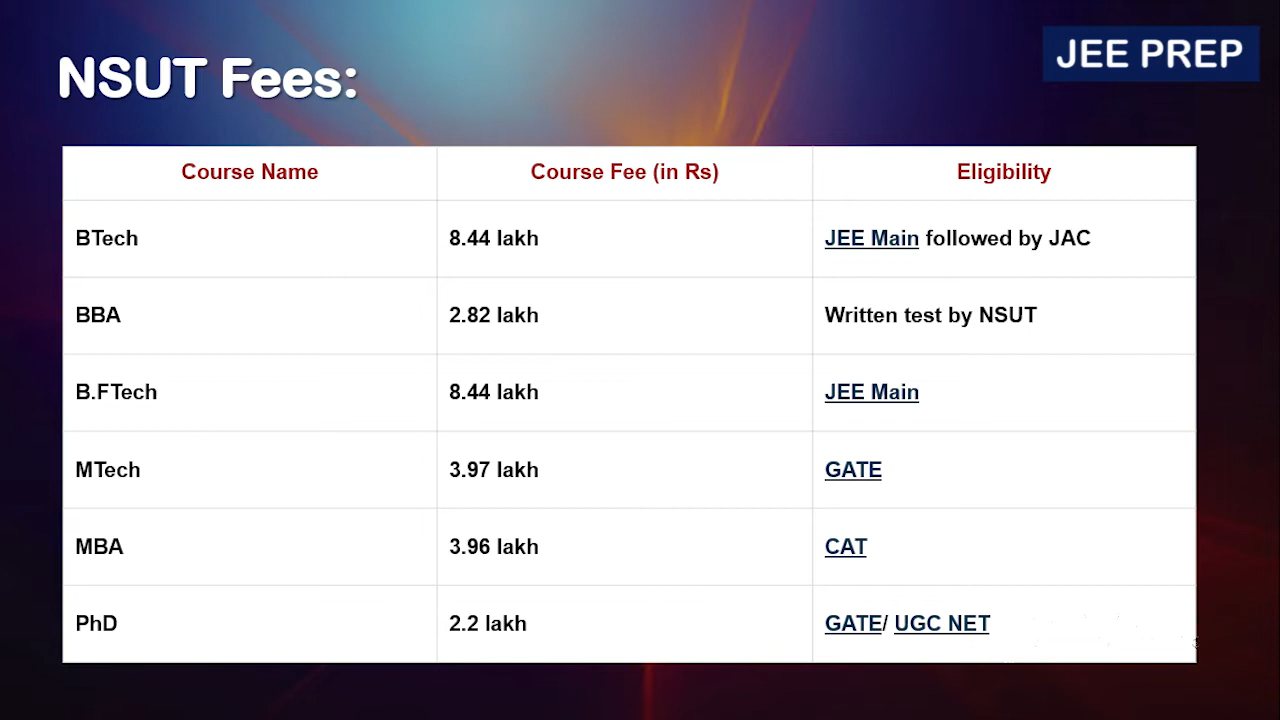 NSUT Fees:
JEE PREP
Course Name Course Fee (in Rs) Eligibility
BTech 8.44 lakh JEE Main followed by JAC
BBA 2.82 lakh Written test by NSUT
B.FTech 8.44 lakh JEE Main
MTech 3.97 lakh GATE
MBA 3.96 lakh CAT
PhD 2.2 lakh GATE/ UGC NET